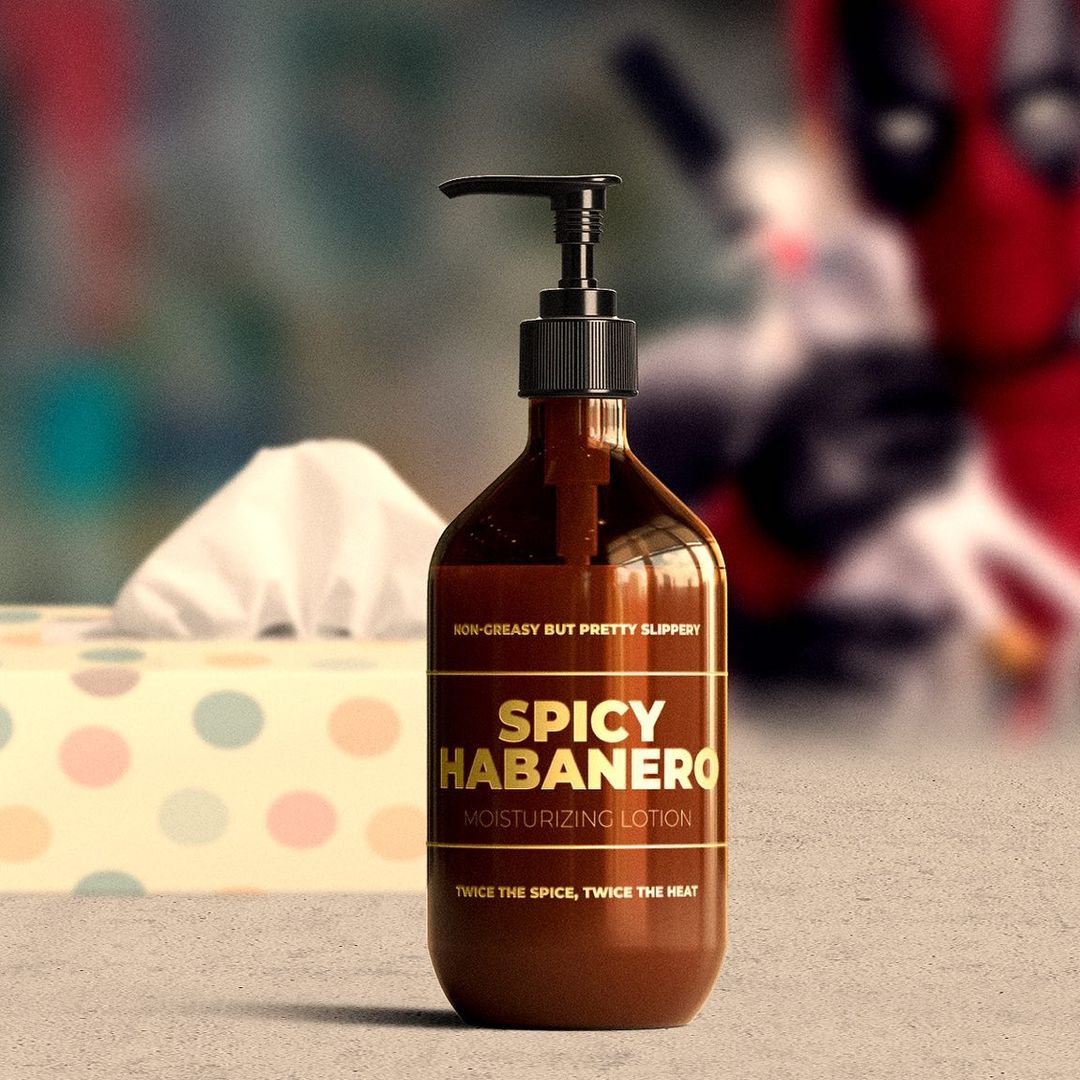 NON-GREASY BUT PRETTY SLIPPERY
SPICY
HABANERO
MOISTURIZING LOTION
TWICE THE SPICE, TWICE THE HEAT